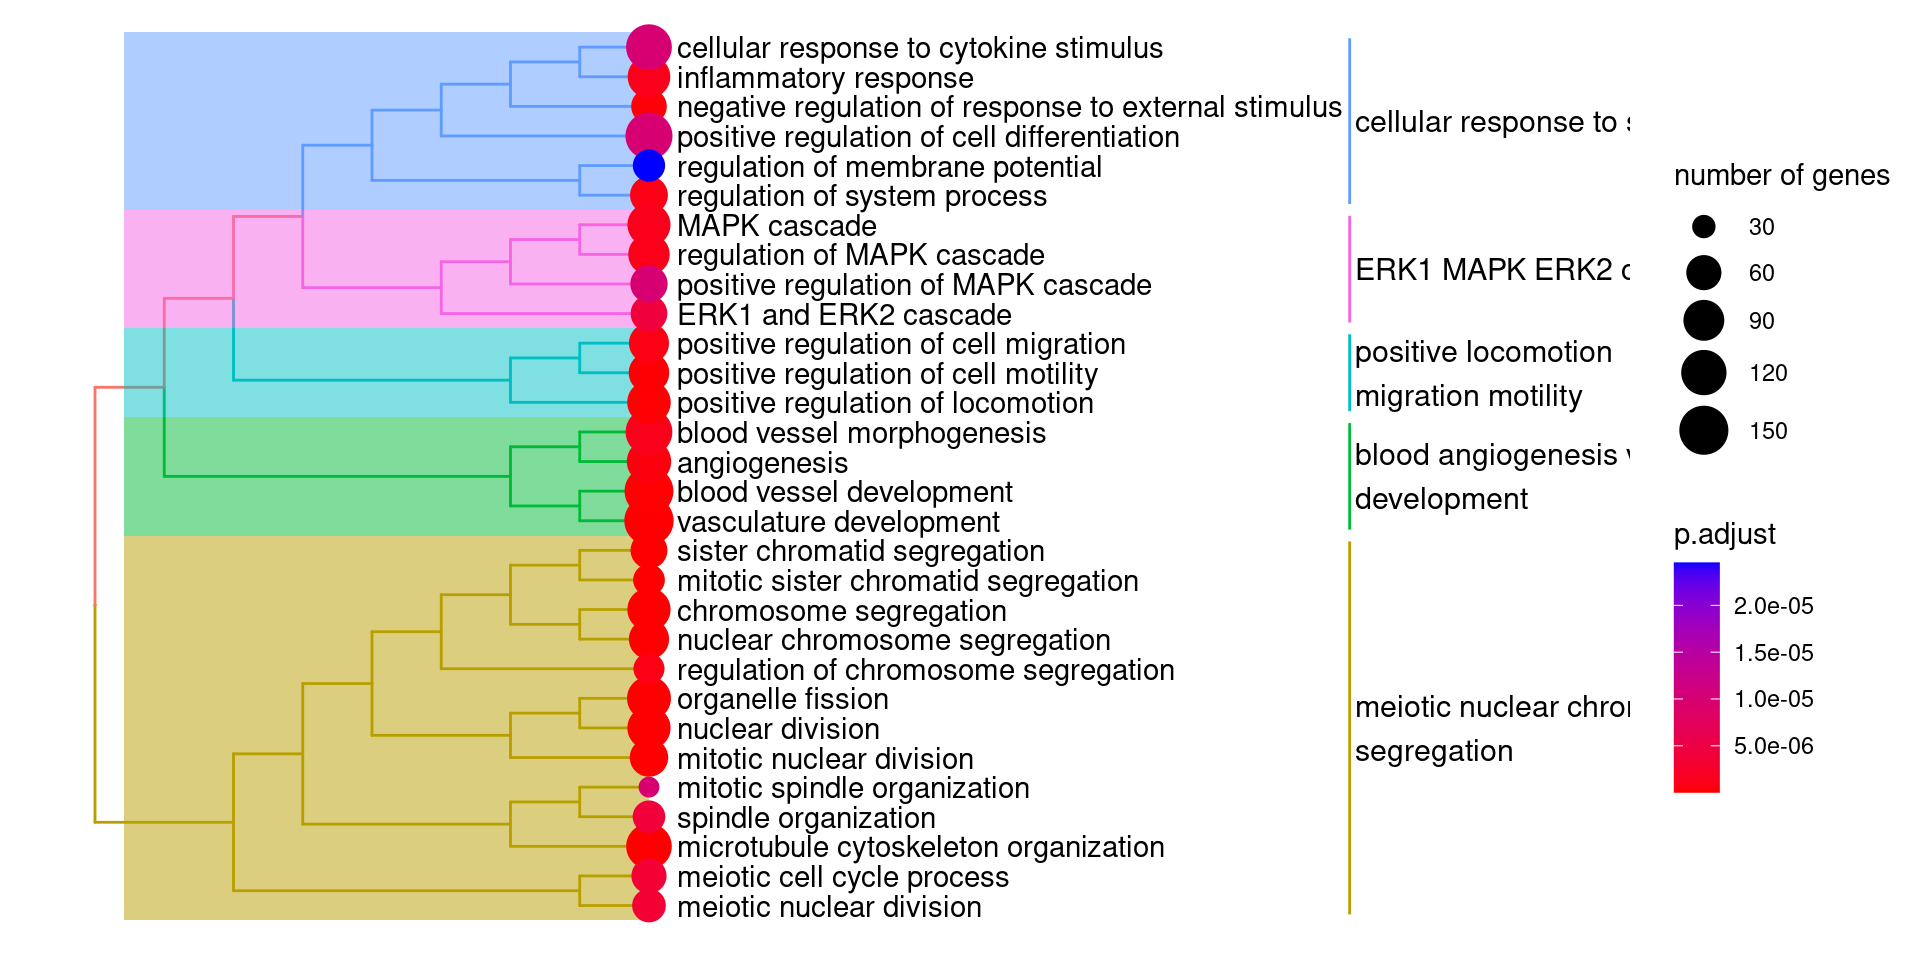 cellular response to cytokine stimulus
inflammatory response
negative regulation of response to external stimulus
positive regulation of cell differentiation
regulation of membrane potential
regulation of system process
MAPK cascade
regulation of MAPK cascade
positive regulation of MAPK cascade
ERK1 and ERK2 cascade
positive regulation of cell migration
positive regulation of cell motility
positive regulation of locomotion
blood vessel morphogenesis
angiogenesis
blood vessel development
vasculature development
sister chromatid segregation
mitotic sister chromatid segregation
chromosome segregation
nuclear chromosome segregation
regulation of chromosome segregation
organelle fission
nuclear division
mitotic nuclear division
mitotic spindle organization
spindle organization
microtubule cytoskeleton organization
meiotic cell cycle process
meiotic nuclear division
cellular response to
ERK1 MAPK ERK2
positive locomotion
migration motility
blood angiogenesis
development
meiotic nuclear
segregation
number of genes
30
60
90
120
150
p.adjust
2.0e-05
1.5e-05
1.0e-05
5.0e-06